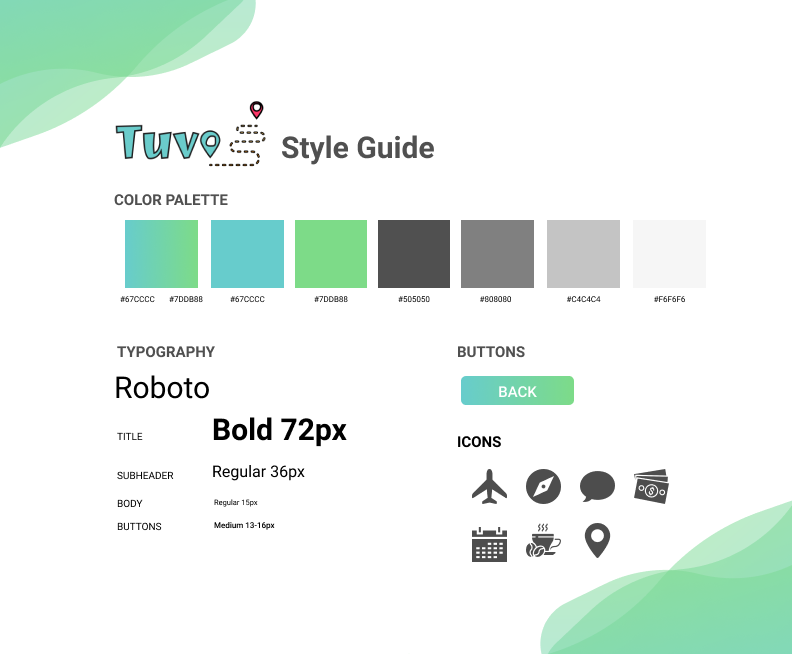 Tuvo Style Guide
COLOR PALETTE
#67CCCC #7DDB88 #67CCCC #7DDB88 #505050 #808080 #C4C4C4 #F6F6F6
TYPOGRAPHY
Roboto
TITLE Bold 72px
SUBHEADER Regular 36px
BODY Regular 15px
BUTTONS Medium 13-16px
BUTTONS
BACK
ICONS